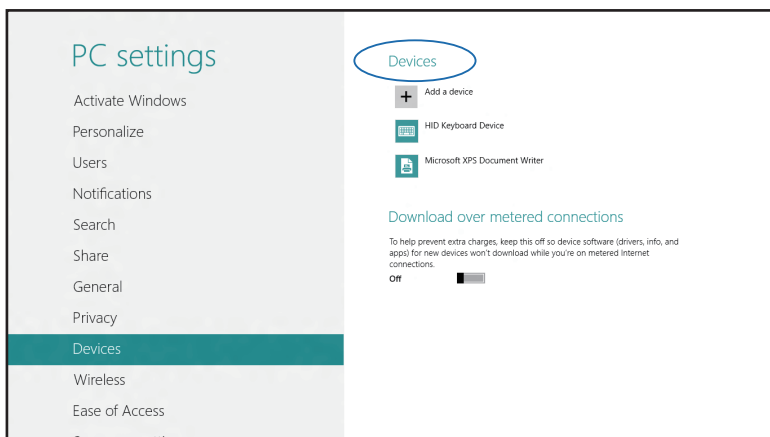 PC settings
Activate Windows
Personalize
Users
Notifications
Search
Share
General
Privacy
Devices
Wireless
Ease of Access
Devices
Add a device
HID Keyboard Device
Microsoft XPS Document Writer
Download over metered connections
To help prevent extra charges, keep this off so device software (drivers, info, and
apps) for new devices won't download while you're on metered Internet
connections.
Off